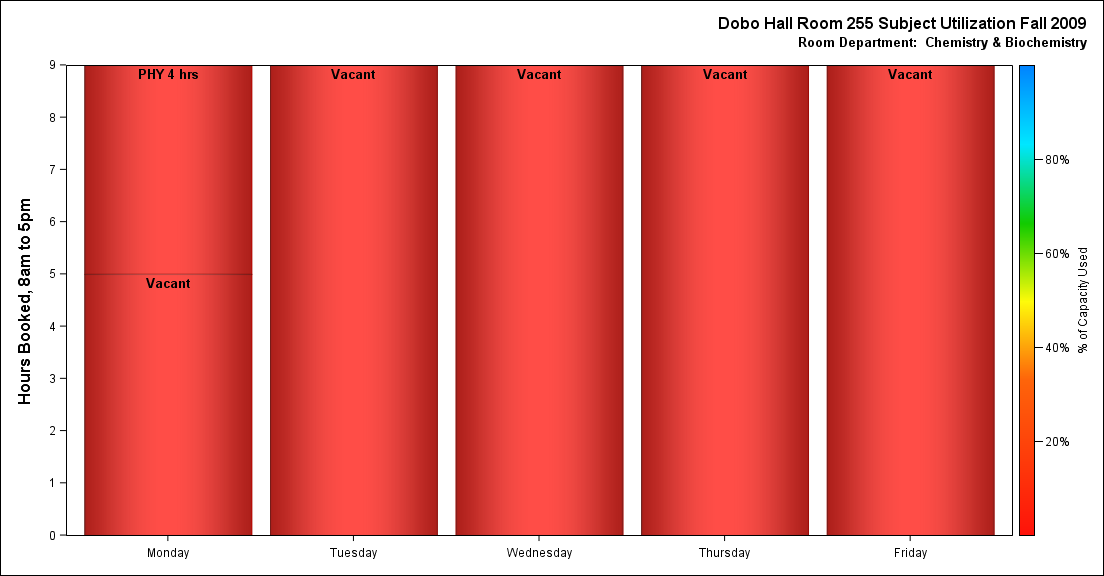 Dobo Hall Room 255 Subject Utilization Fall 2009
Room Department:  Chemistry & Biochemistry
Hours Booked, 8am to 5pm
9
8
7
6
5
4
3
2
1
0
PHY 4 hrs
Vacant
Vacant
Vacant
Vacant
Vacant
Monday
Tuesday
Wednesday
Thursday
Friday
80%
60%
40%
20%
% of Capacity Used